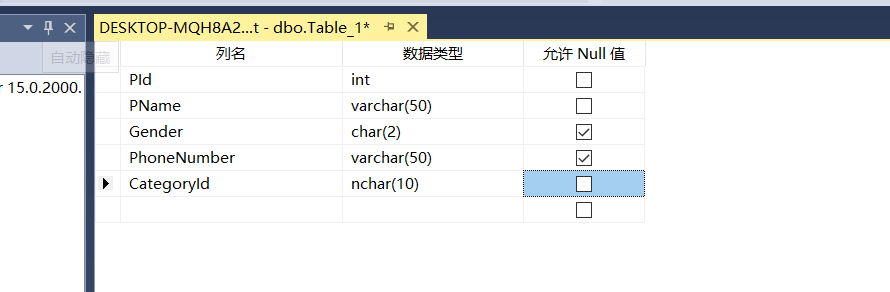 DESKTOP-MQH8A2...t - dbo.Table_1*
自动隐藏
列名 数据类型 允许 Null 值
r 15.0.2000.
PId int
PName varchar(50)
Gender char(2)
PhoneNumber varchar(50)
CategoryId nchar(10)